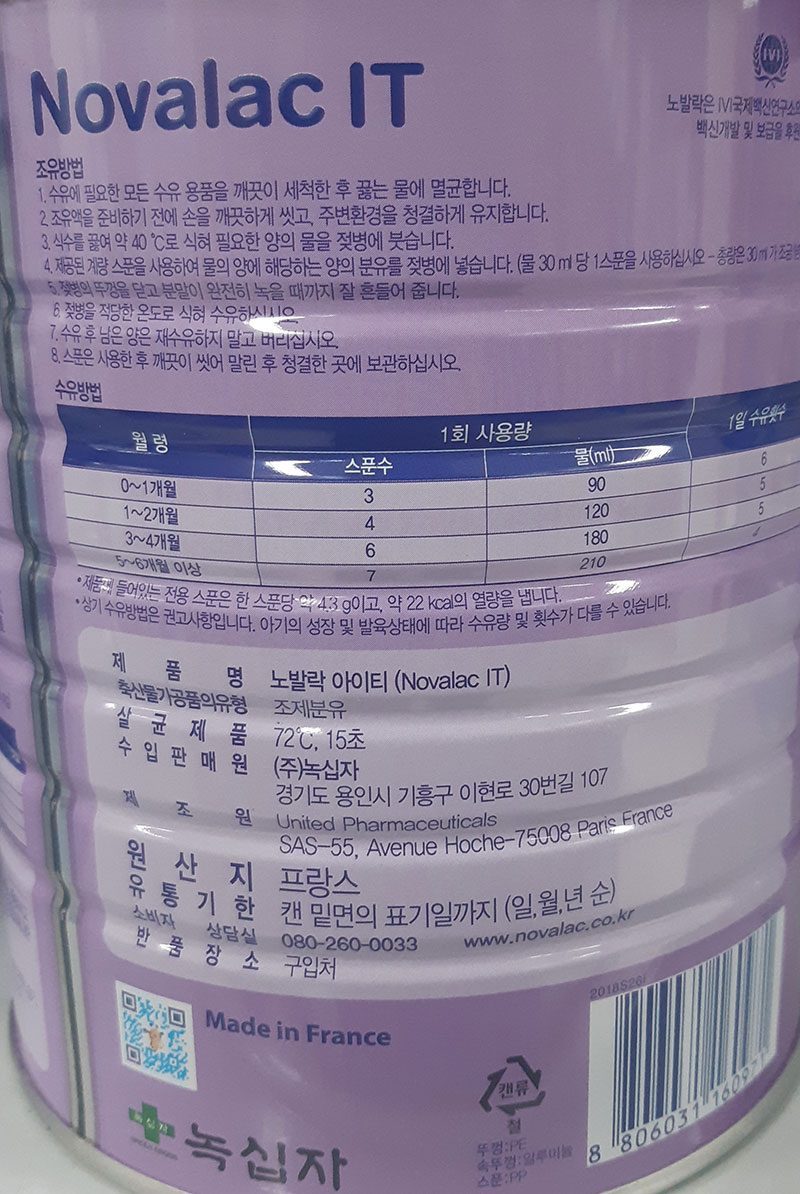 Novalac IT
IVI
노발락은 IVI국제백신연구소의
백신개발 및 보급을 후원
조유방법
1. 수유에 필요한 모든 수유 용품을 깨끗이 세척한 후 끓는 물에 멸균합니다.
2. 조유액을 준비하기 전에 손을 깨끗하게 씻고, 주변환경을 청결하게 유지합니다.
3. 식수를 끓여 약 40 ℃로 식혀 필요한 양의 물을 젖병에 붓습니다.
4. 제공된 계량 스푼을 사용하여 물의 양에 해당하는 양의 분유를 젖병에 넣습니다. (물 30 ml 당 1스푼을 사용하십시오 - 총량은 30 ml가
5. 젖병의 뚜껑을 닫고 분말이 완전히 녹을 때까지 잘 흔들어 줍니다.
6. 젖병을 적당한 온도로 식혀 수유하십시오.
7. 수유 후 남은 양은 재수유하지 말고 버리십시오.
8. 스푼은 사용한 후 깨끗이 씻어 말린 후 청결한 곳에 보관하십시오.
수유방법
월 령 1회 사용량 1일 수유횟수
스푼수 물(ml)
0~1개월 3 90 6
1~2개월 4 120 5
3~4개월 6 180 5
5~6개월 이상 7 210 4
•제품에 들어있는 전용 스푼은 한 스푼당 약 4.3 g이고, 약 22 kcal의 열량을 냅니다.
•상기 수유방법은 권고사항입니다. 아기의 성장 및 발육상태에 따라 수유량 및 횟수가 다를 수 있습니다.
제 품 명 노발락 아이티 (Novalac IT)
축산물가공품의유형 조제분유
살 균 제 품 72℃, 15초
수 입 판 매 원 (주)녹십자
경기도 용인시 기흥구 이현로 30번길 107
제 조 원 United Pharmaceuticals
SAS-55, Avenue Hoche-75008 Paris France
원 산 지 프랑스
유 통 기 한 캔 밑면의 표기일까지 (일,월,년 순)
소비자 상담실 080-260-0033 www.novalac.co.kr
반 품 장 소 구입처
2018S26I
Made in France
캔류
철
뚜껑:PE
속뚜껑:알루미늄
스푼:PP
녹십자
녹십자
8 806031 160971